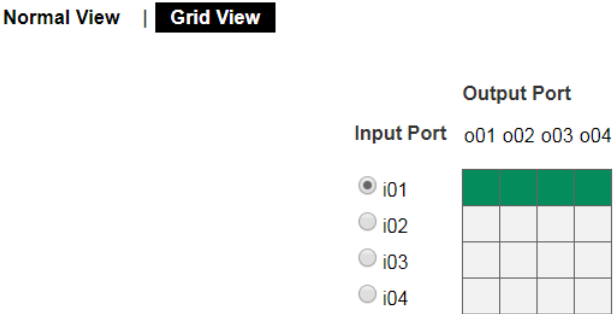 Normal View | Grid View
Output Port
Input Port o01 o02 o03 o04
i01
i02
i03
i04